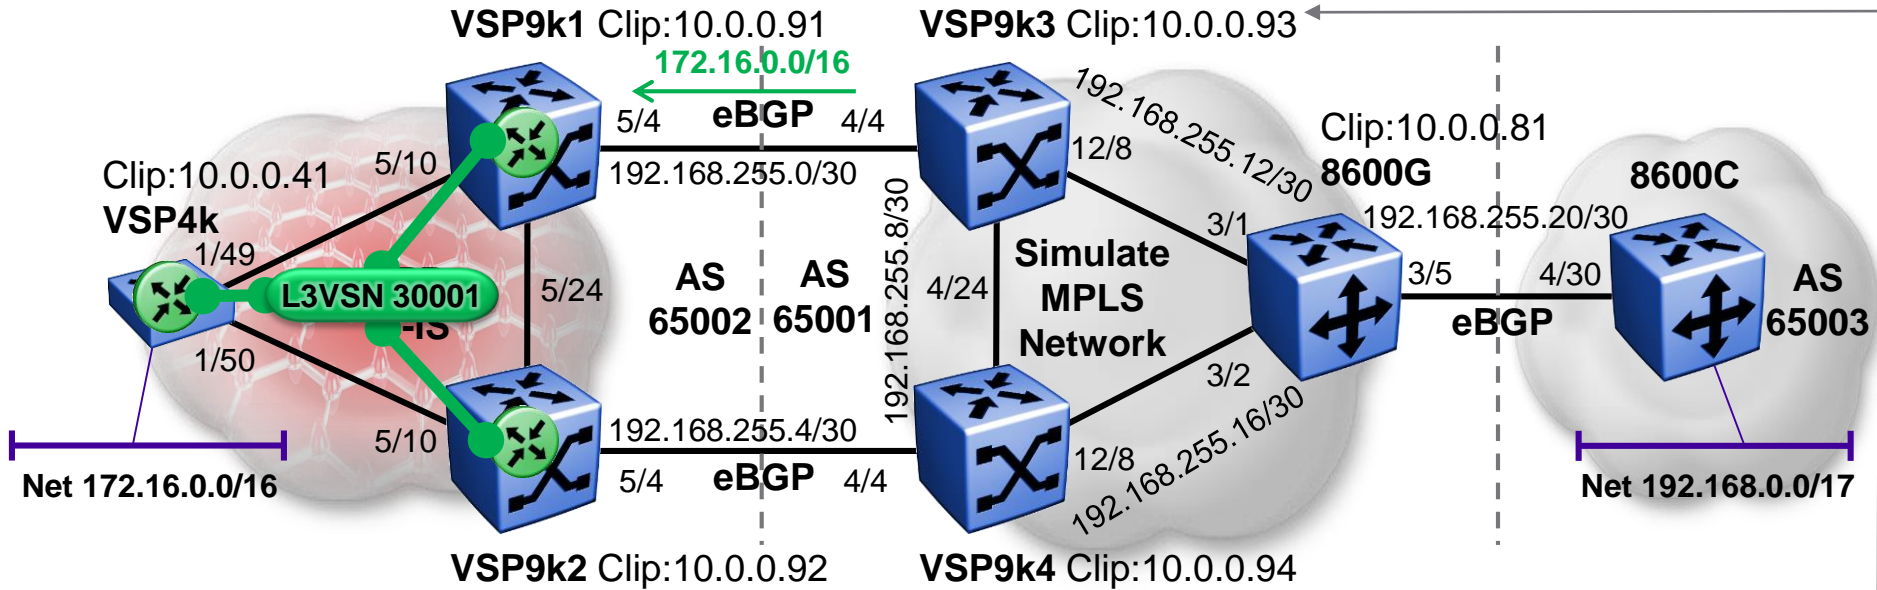 VSP9k1 Clip:10.0.0.91
VSP9k3 Clip:10.0.0.93
172.16.0.0/16
eBGP
5/4
4/4
192.168.255.0/30
5/10
12/8
192.168.255.12/30
Clip:10.0.0.81
8600G
8600C
Clip:10.0.0.41
VSP4k
192.168.255.20/30
1/49
3/1
192.168.255.8/30
L3VSN 30001
-IS
5/24
AS
65002
AS
65001
4/24
Simulate
MPLS
Network
3/5
4/30
eBGP
AS
65003
1/50
3/2
5/10
192.168.255.4/30
5/4
eBGP
4/4
12/8
192.168.255.16/30
Net 172.16.0.0/16
Net 192.168.0.0/17
VSP9k2 Clip:10.0.0.92
VSP9k4 Clip:10.0.0.94